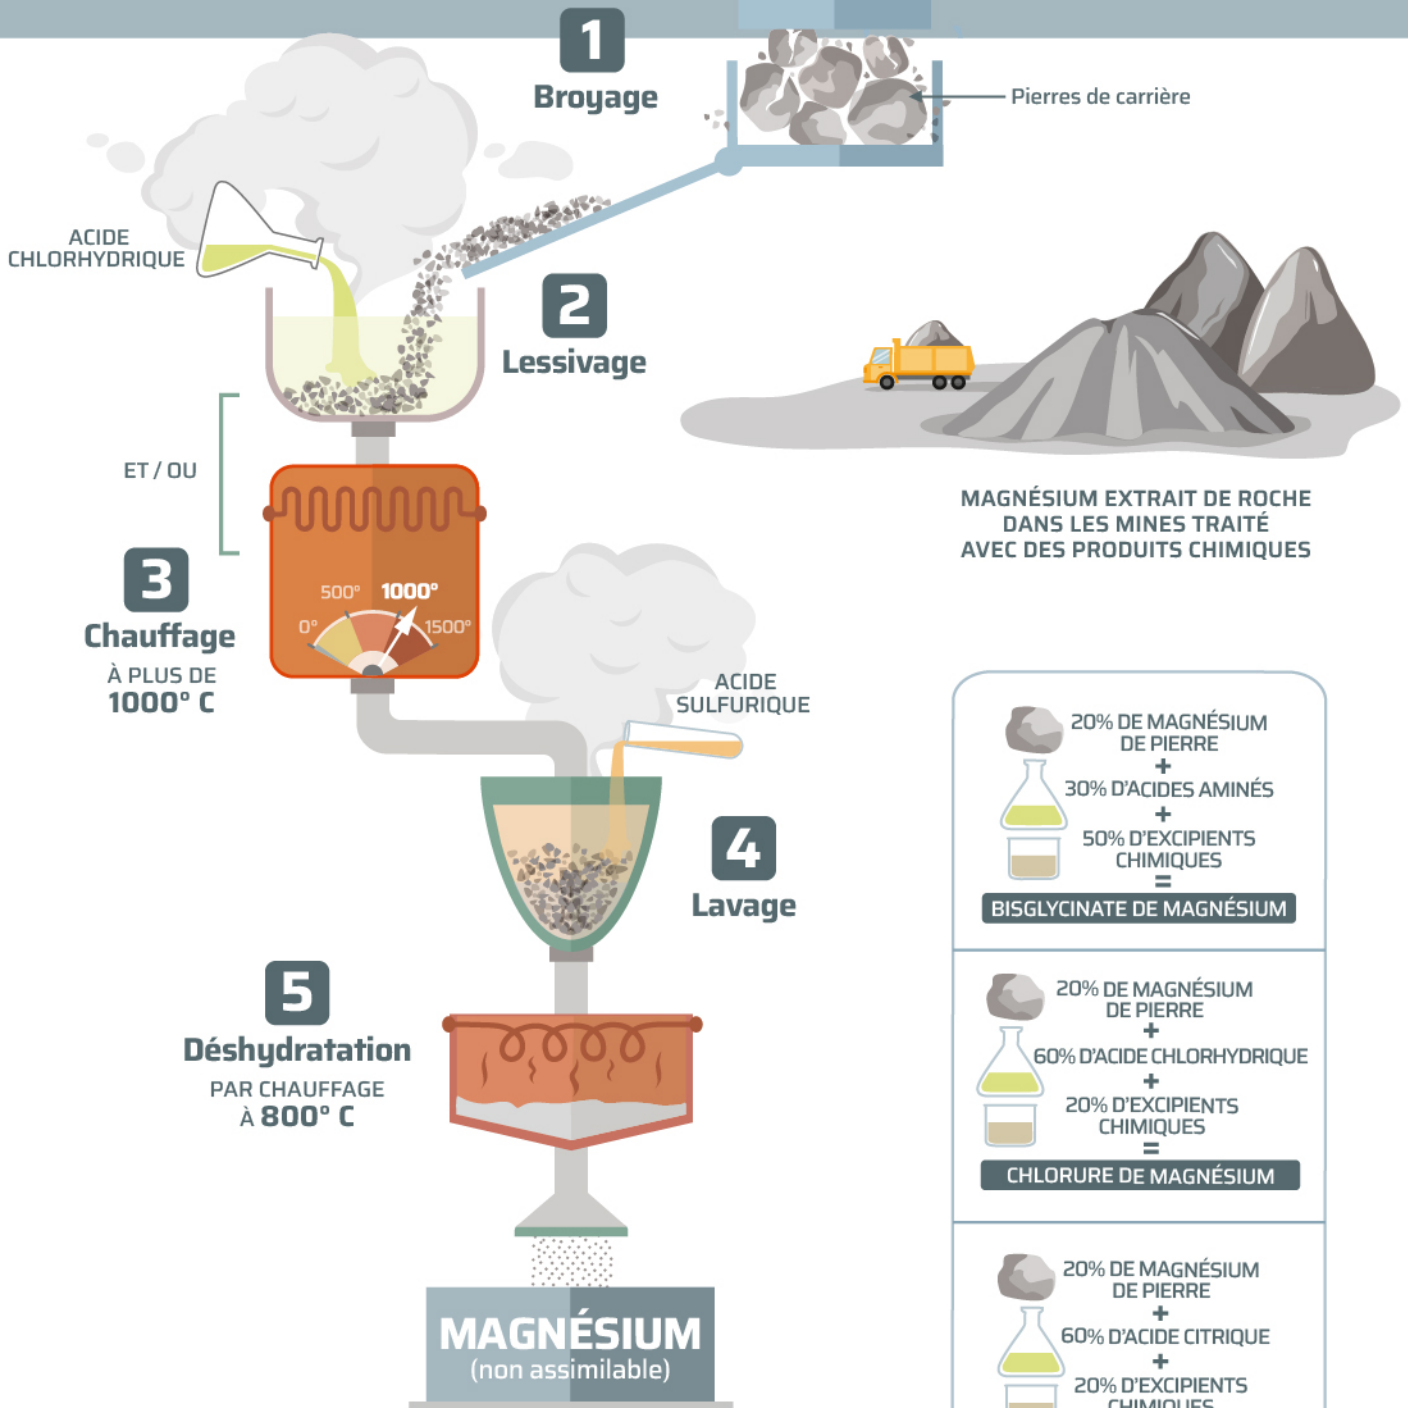 1
Broyage
Pierres de carrière
ACIDE
CHLORHYDRIQUE
2
Lessivage
ET / OU
3
Chauffage
À PLUS DE
1000° C
0°
500°
1000°
1500°
MAGNÉSIUM EXTRAIT DE ROCHE
DANS LES MINES TRAITÉ
AVEC DES PRODUITS CHIMIQUES
ACIDE
SULFURIQUE
4
Lavage
5
Déshydratation
PAR CHAUFFAGE
À 800° C
MAGNÉSIUM
(non assimilable)
20% DE MAGNÉSIUM
DE PIERRE
+
30% D'ACIDES AMINÉS
+
50% D'EXCIPIENTS
CHIMIQUES
=
BISGLYCINATE DE MAGNÉSIUM
20% DE MAGNÉSIUM
DE PIERRE
+
60% D'ACIDE CHLORHYDRIQUE
+
20% D'EXCIPIENTS
CHIMIQUES
=
CHLORURE DE MAGNÉSIUM
20% DE MAGNÉSIUM
DE PIERRE
+
60% D'ACIDE CITRIQUE
+
20% D'EXCIPIENTS
CHIMIQUES